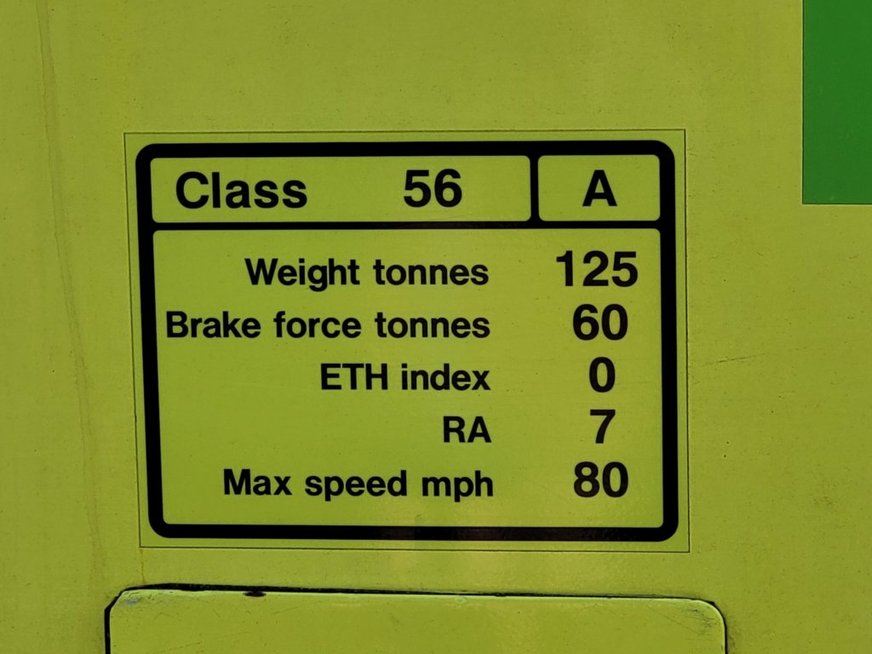 Class 56 A
Weight tonnes 125
Brake force tonnes 60
ETH index 0
RA 7
Max speed mph 80